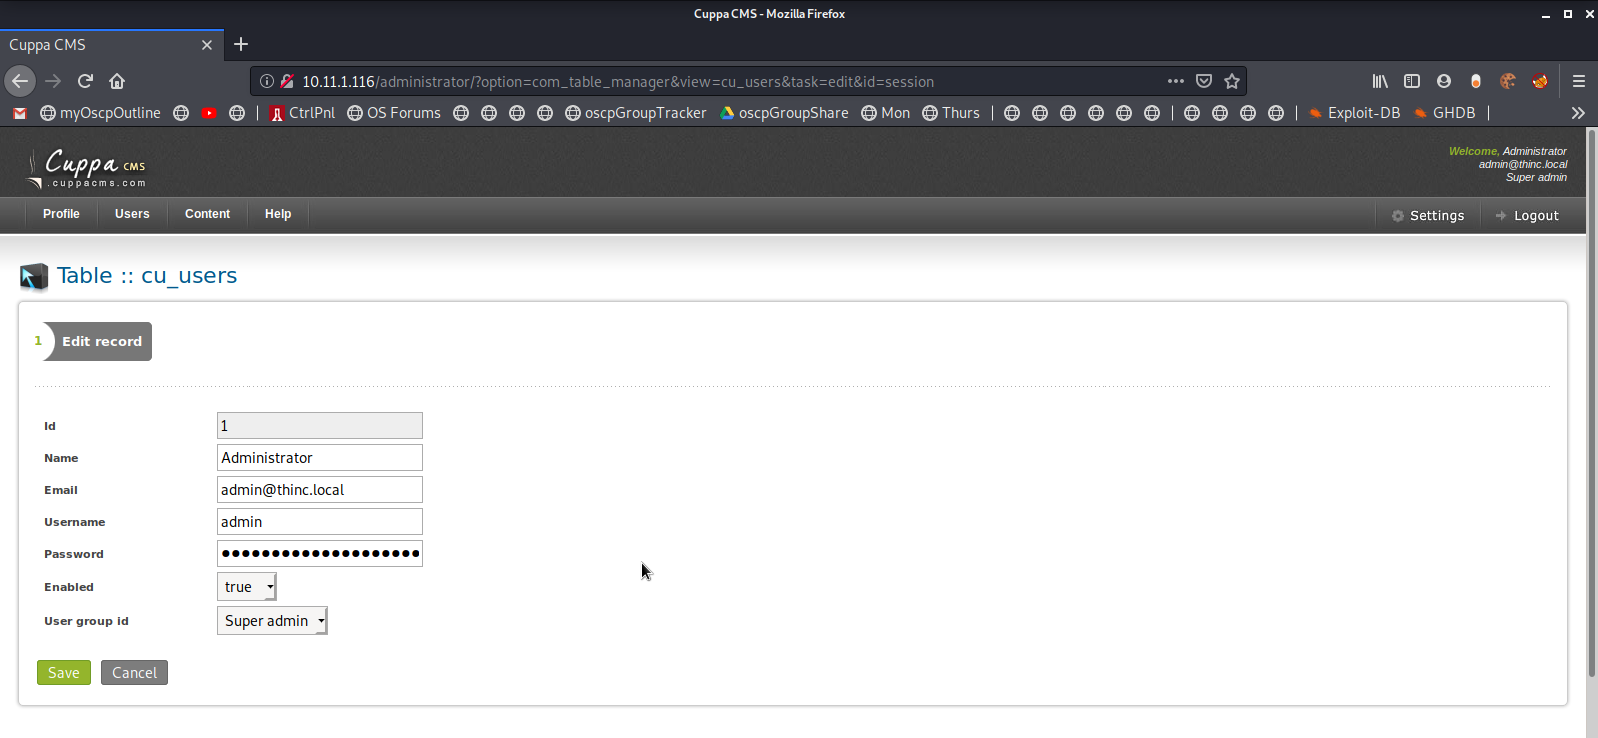 Cuppa CMS - Mozilla Firefox
Cuppa CMS
10.11.1.116/administrator/?option=com_table_manager&view=cu_users&task=edit&id=session
myOscpOutline CtrlPnl OS Forums oscpGroupTracker oscpGroupShare Mon Thurs Exploit-DB GHDB
Cuppa CMS
.cuppacms.com
Welcome, Administrator
admin@thinc.local
Super admin
Profile Users Content Help Settings Logout
Table :: cu_users
1 Edit record
Id 1
Name Administrator
Email admin@thinc.local
Username admin
Password ●●●●●●●●●●●●●●●●●●●●
Enabled true
User group id Super admin
Save Cancel